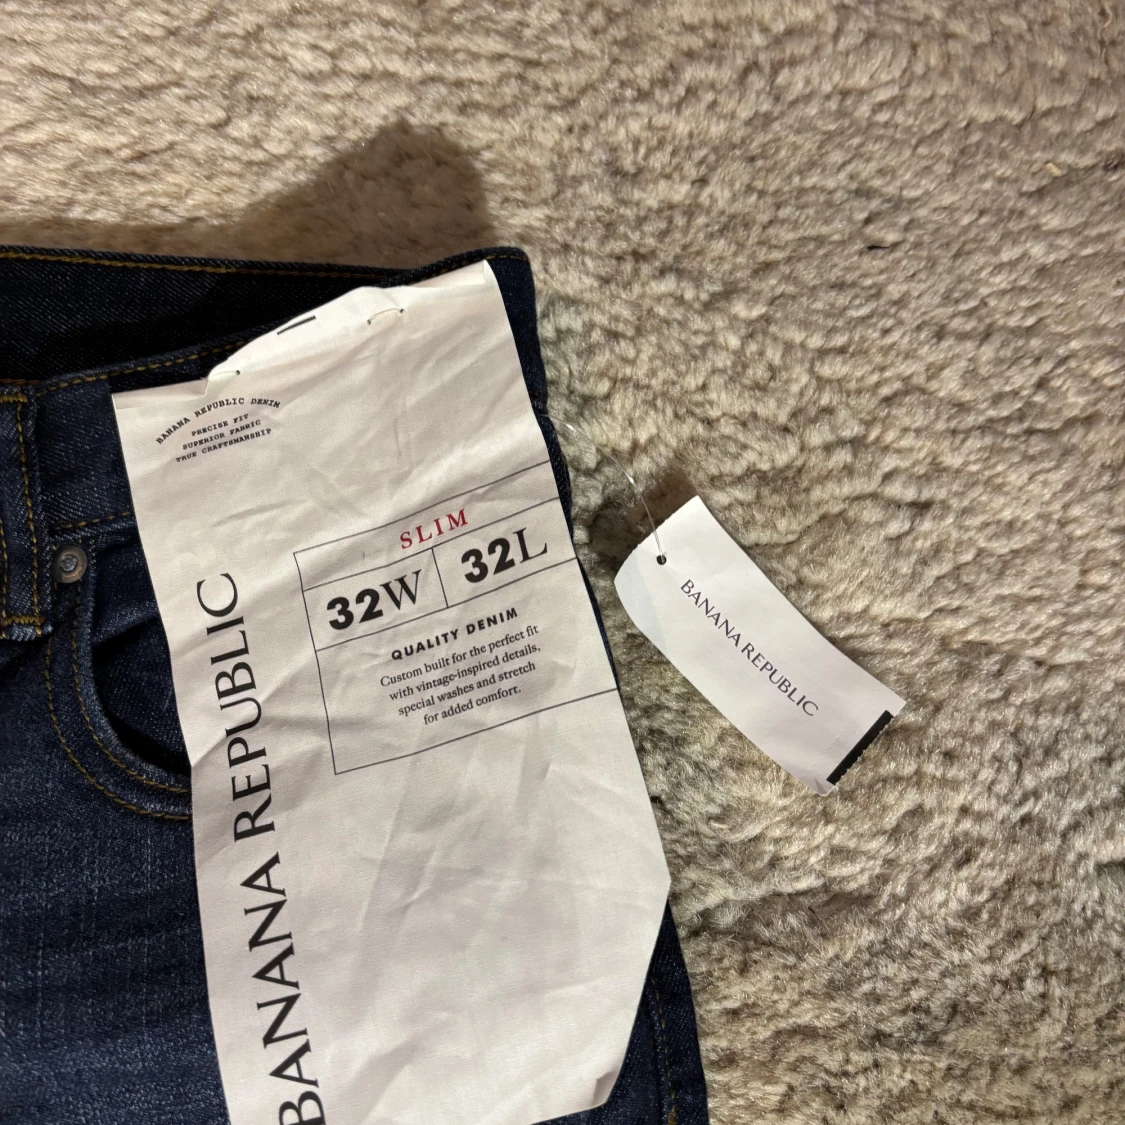 BANANA REPUBLIC DENIM
PRECISE FIT
SUPERIOR FABRIC
TRUE CRAFTSMANSHIP
SLIM
32W
32L
QUALITY DENIM
Custom built for the perfect fit
with vintage-inspired details,
special washes and stretch
for added comfort.
BANANA REPUBLIC
BANANA REPUBLIC